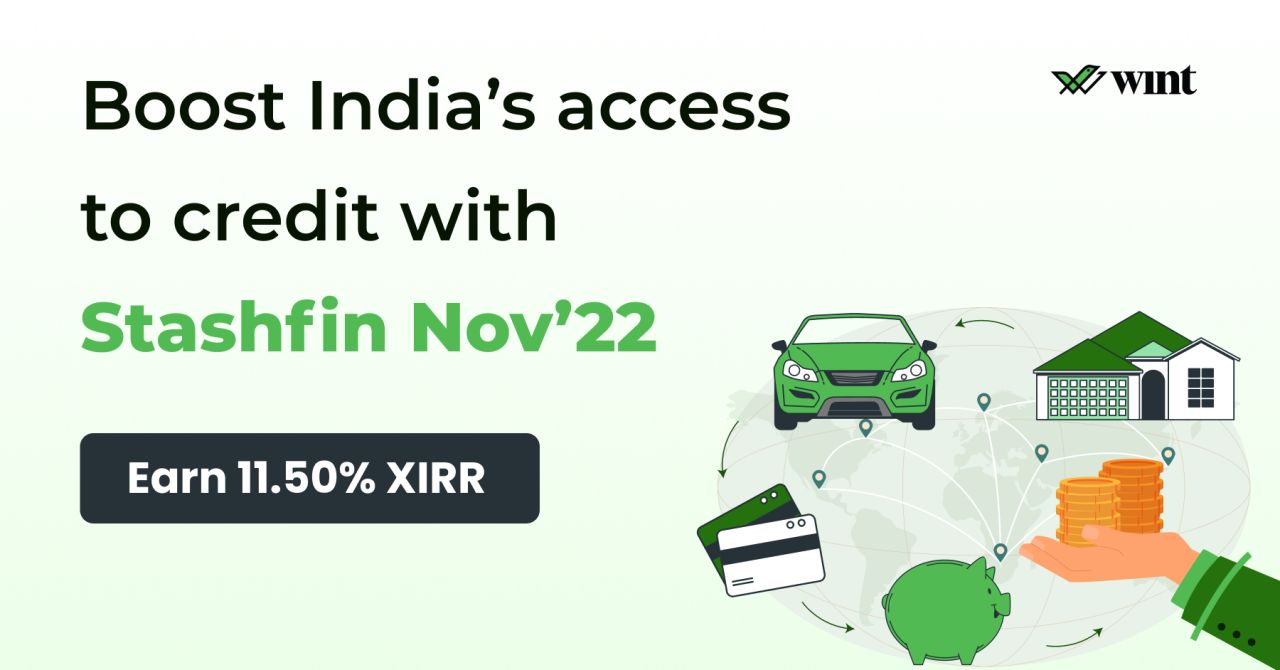 Boost India’s access
wint
to credit with
Stashfin Nov’22
Earn 11.50% XIRR